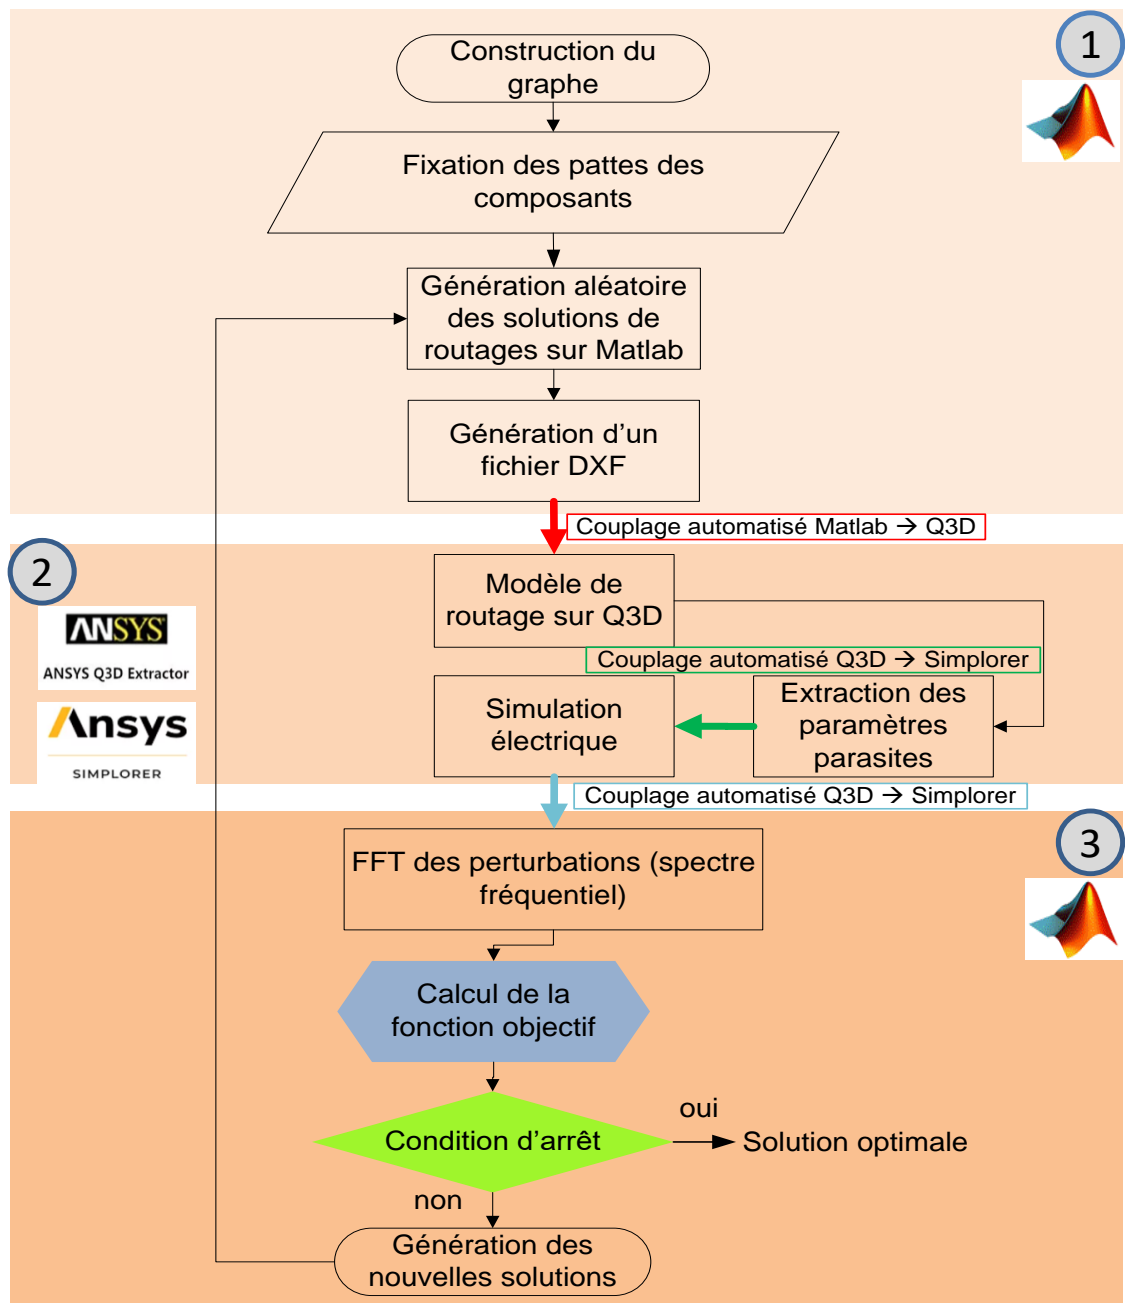 1
Construction du
graphe
Fixation des pattes des
composants
Génération aléatoire
des solutions de
routages sur Matlab
Génération d'un
fichier DXF
Couplage automatisé Matlab → Q3D
2
ANSYS
ANSYS Q3D Extractor
Ansys
SIMPLORER
Modèle de
routage sur Q3D
Couplage automatisé Q3D → Simplorer
Extraction des
paramètres
parasites
Simulation
électrique
Couplage automatisé Q3D → Simplorer
3
FFT des perturbations (spectre
fréquentiel)
Calcul de la
fonction objectif
Condition d'arrêt
oui
Solution optimale
non
Génération des
nouvelles solutions